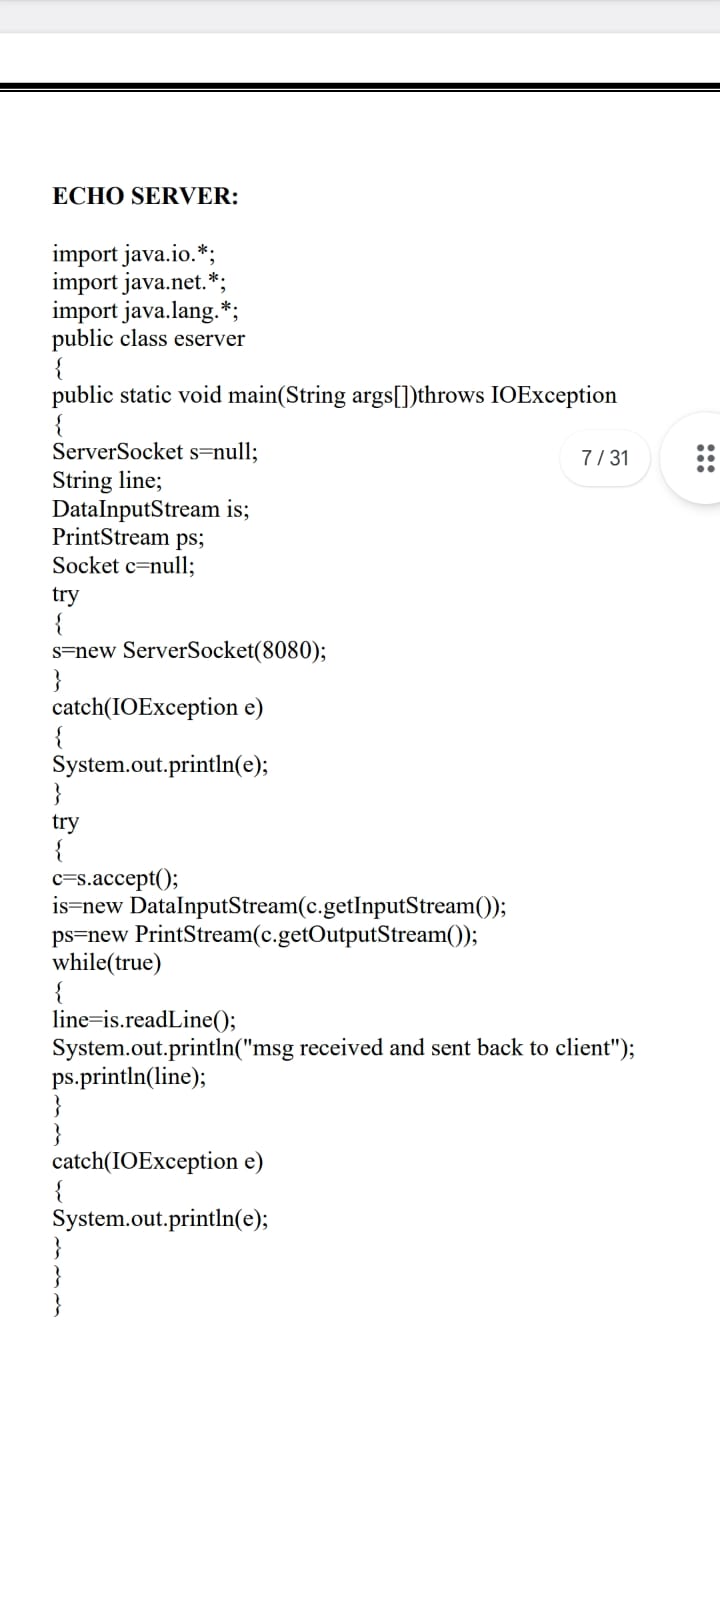 ECHO SERVER:
import java.io.*;
import java.net.*;
import java.lang.*;
public class eserver
{
public static void main(String args[])throws IOException
{
ServerSocket s=null;
7 / 31
String line;
DataInputStream is;
PrintStream ps;
Socket c=null;
try
{
s=new ServerSocket(8080);
}
catch(IOException e)
{
System.out.println(e);
}
try
{
c=s.accept();
is=new DataInputStream(c.getInputStream());
ps=new PrintStream(c.getOutputStream());
while(true)
{
line=is.readLine();
System.out.println("msg received and sent back to client");
ps.println(line);
}
}
catch(IOException e)
{
System.out.println(e);
}
}
}